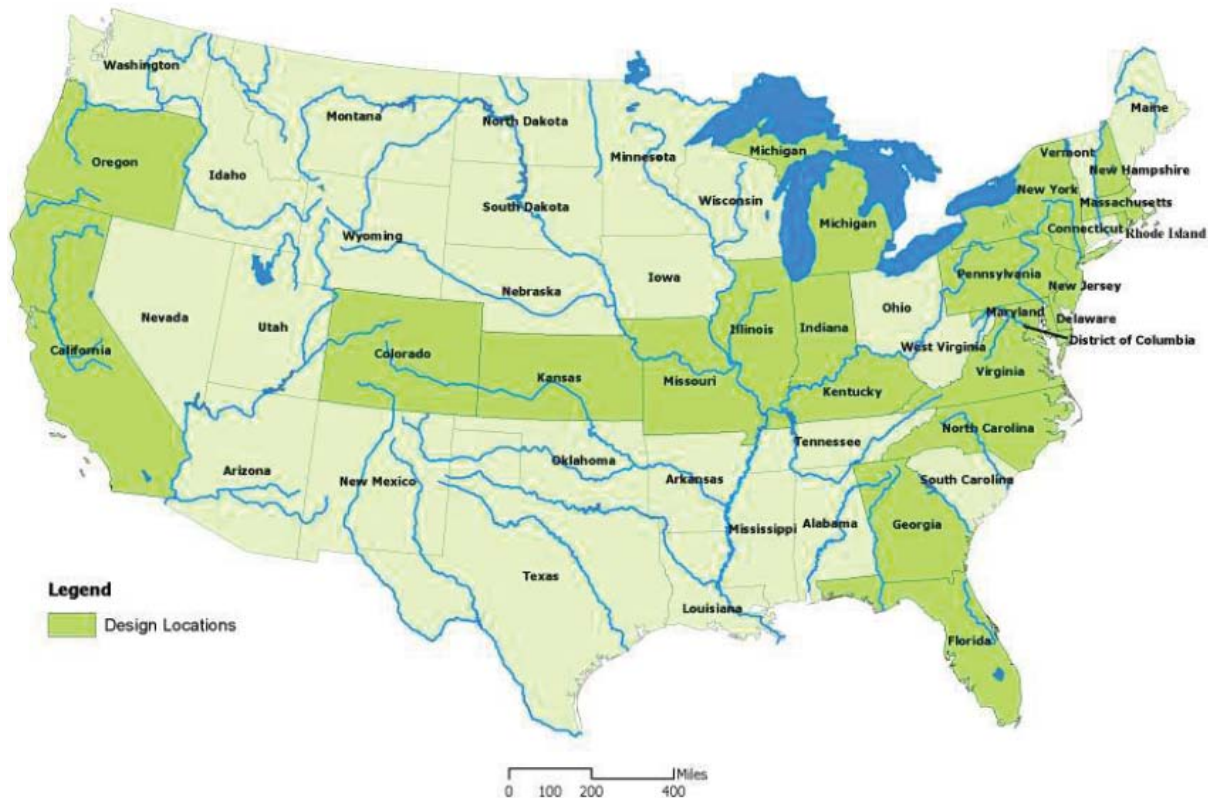 Washington
Montana
North Dakota
Minnesota
Michigan
Maine
Vermont
New Hampshire
Oregon
Idaho
Wisconsin
New York
Massachusetts
South Dakota
Michigan
Connecticut
Rhode Island
Wyoming
Iowa
Pennsylvania
Nebraska
New Jersey
Nevada
Utah
Ohio
Maryland
Delaware
Illinois
Indiana
District of Columbia
California
Colorado
West Virginia
Kansas
Missouri
Virginia
Kentucky
North Carolina
Tennessee
Oklahoma
Arizona
New Mexico
Arkansas
South Carolina
Mississippi
Alabama
Georgia
Texas
Legend
Louisiana
Design Locations
Florida
Miles
0 100 200 400